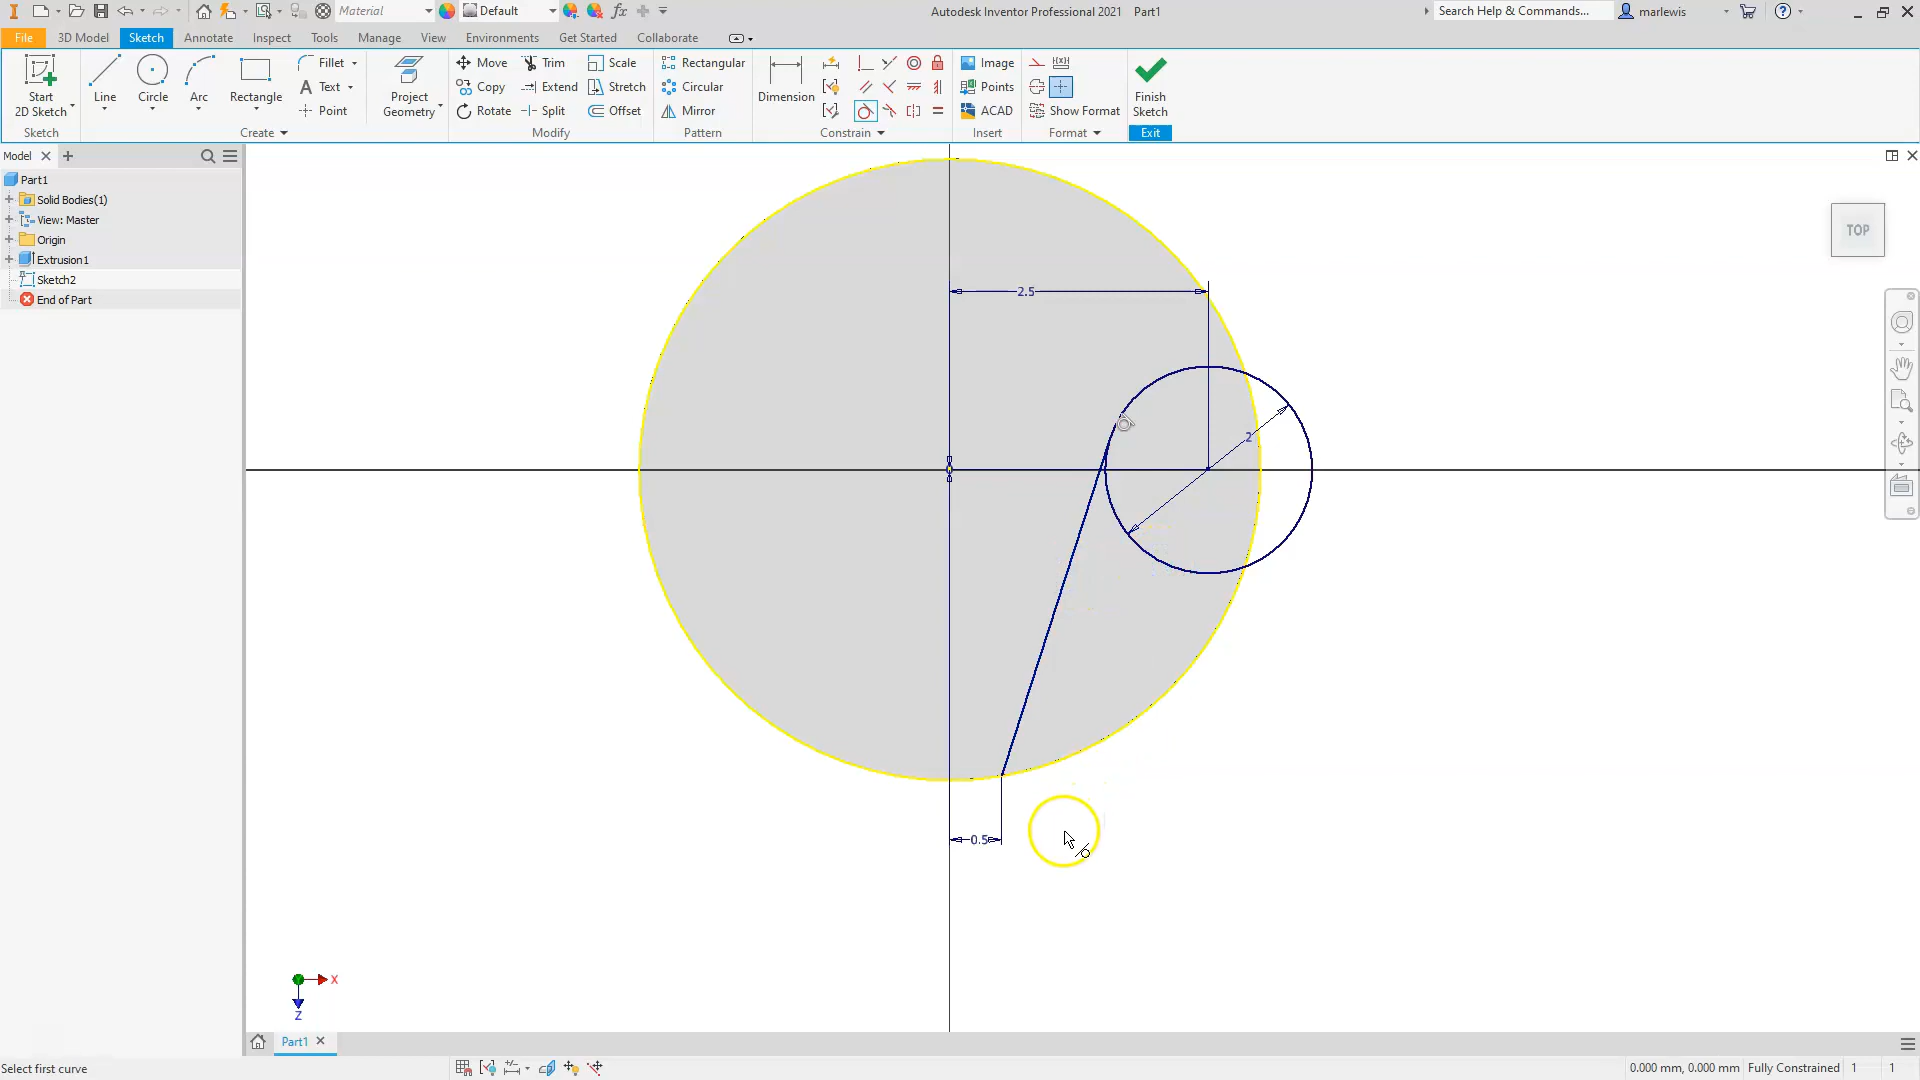 Material
Default
Autodesk Inventor Professional 2021 Part1
Search Help & Commands...
marlewis
File
3D Model
Sketch
Annotate
Inspect
Tools
Manage
View
Environments
Get Started
Collaborate
Start
2D Sketch
Line
Circle
Arc
Rectangle
Fillet
Text
Point
Project
Geometry
Move
Copy
Rotate
Trim
Extend
Split
Scale
Stretch
Offset
Rectangular
Circular
Mirror
Dimension
Image
Points
ACAD
Show Format
Finish
Sketch
Sketch
Create
Modify
Pattern
Constrain
Insert
Format
Exit
Model
Part1
Solid Bodies(1)
View: Master
Origin
Extrusion1
Sketch2
End of Part
TOP
2.5
2
0.5
X
Z
Part1
Select first curve
0.000 mm, 0.000 mm Fully Constrained 1 1